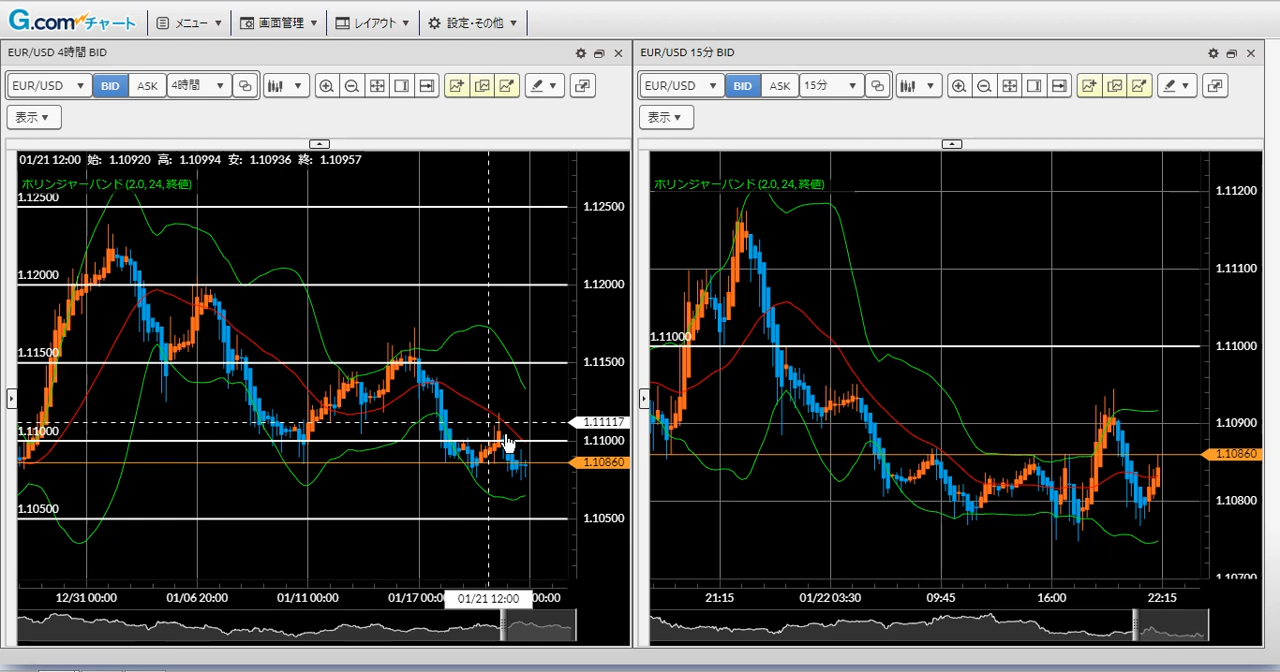 G.comチャート メニュー ▼ 画面管理 ▼ レイアウト ▼ 設定・その他 ▼
EUR/USD 4時間 BID
EUR/USD ▼ BID ASK 4時間 ▼
表示 ▼
01/21 12:00 始: 1.10920 高: 1.10994 安: 1.10936 終: 1.10957
ボリンジャーバンド (2.0, 24, 終値)
1.12500
1.12000
1.11500
1.11000
1.10500
1.12500
1.12000
1.11500
1.11117
1.11000
1.10860
1.10500
12/31 00:00 01/06 20:00 01/11 00:00 01/17 00:0 01/21 12:00 00:00
EUR/USD 15分 BID
EUR/USD ▼ BID ASK 15分 ▼
表示 ▼
ボリンジャーバンド (2.0, 24, 終値)
1.11000
1.11200
1.11100
1.11000
1.10900
1.10860
1.10800
1.10700
21:15 01/22 03:30 09:45 16:00 22:15